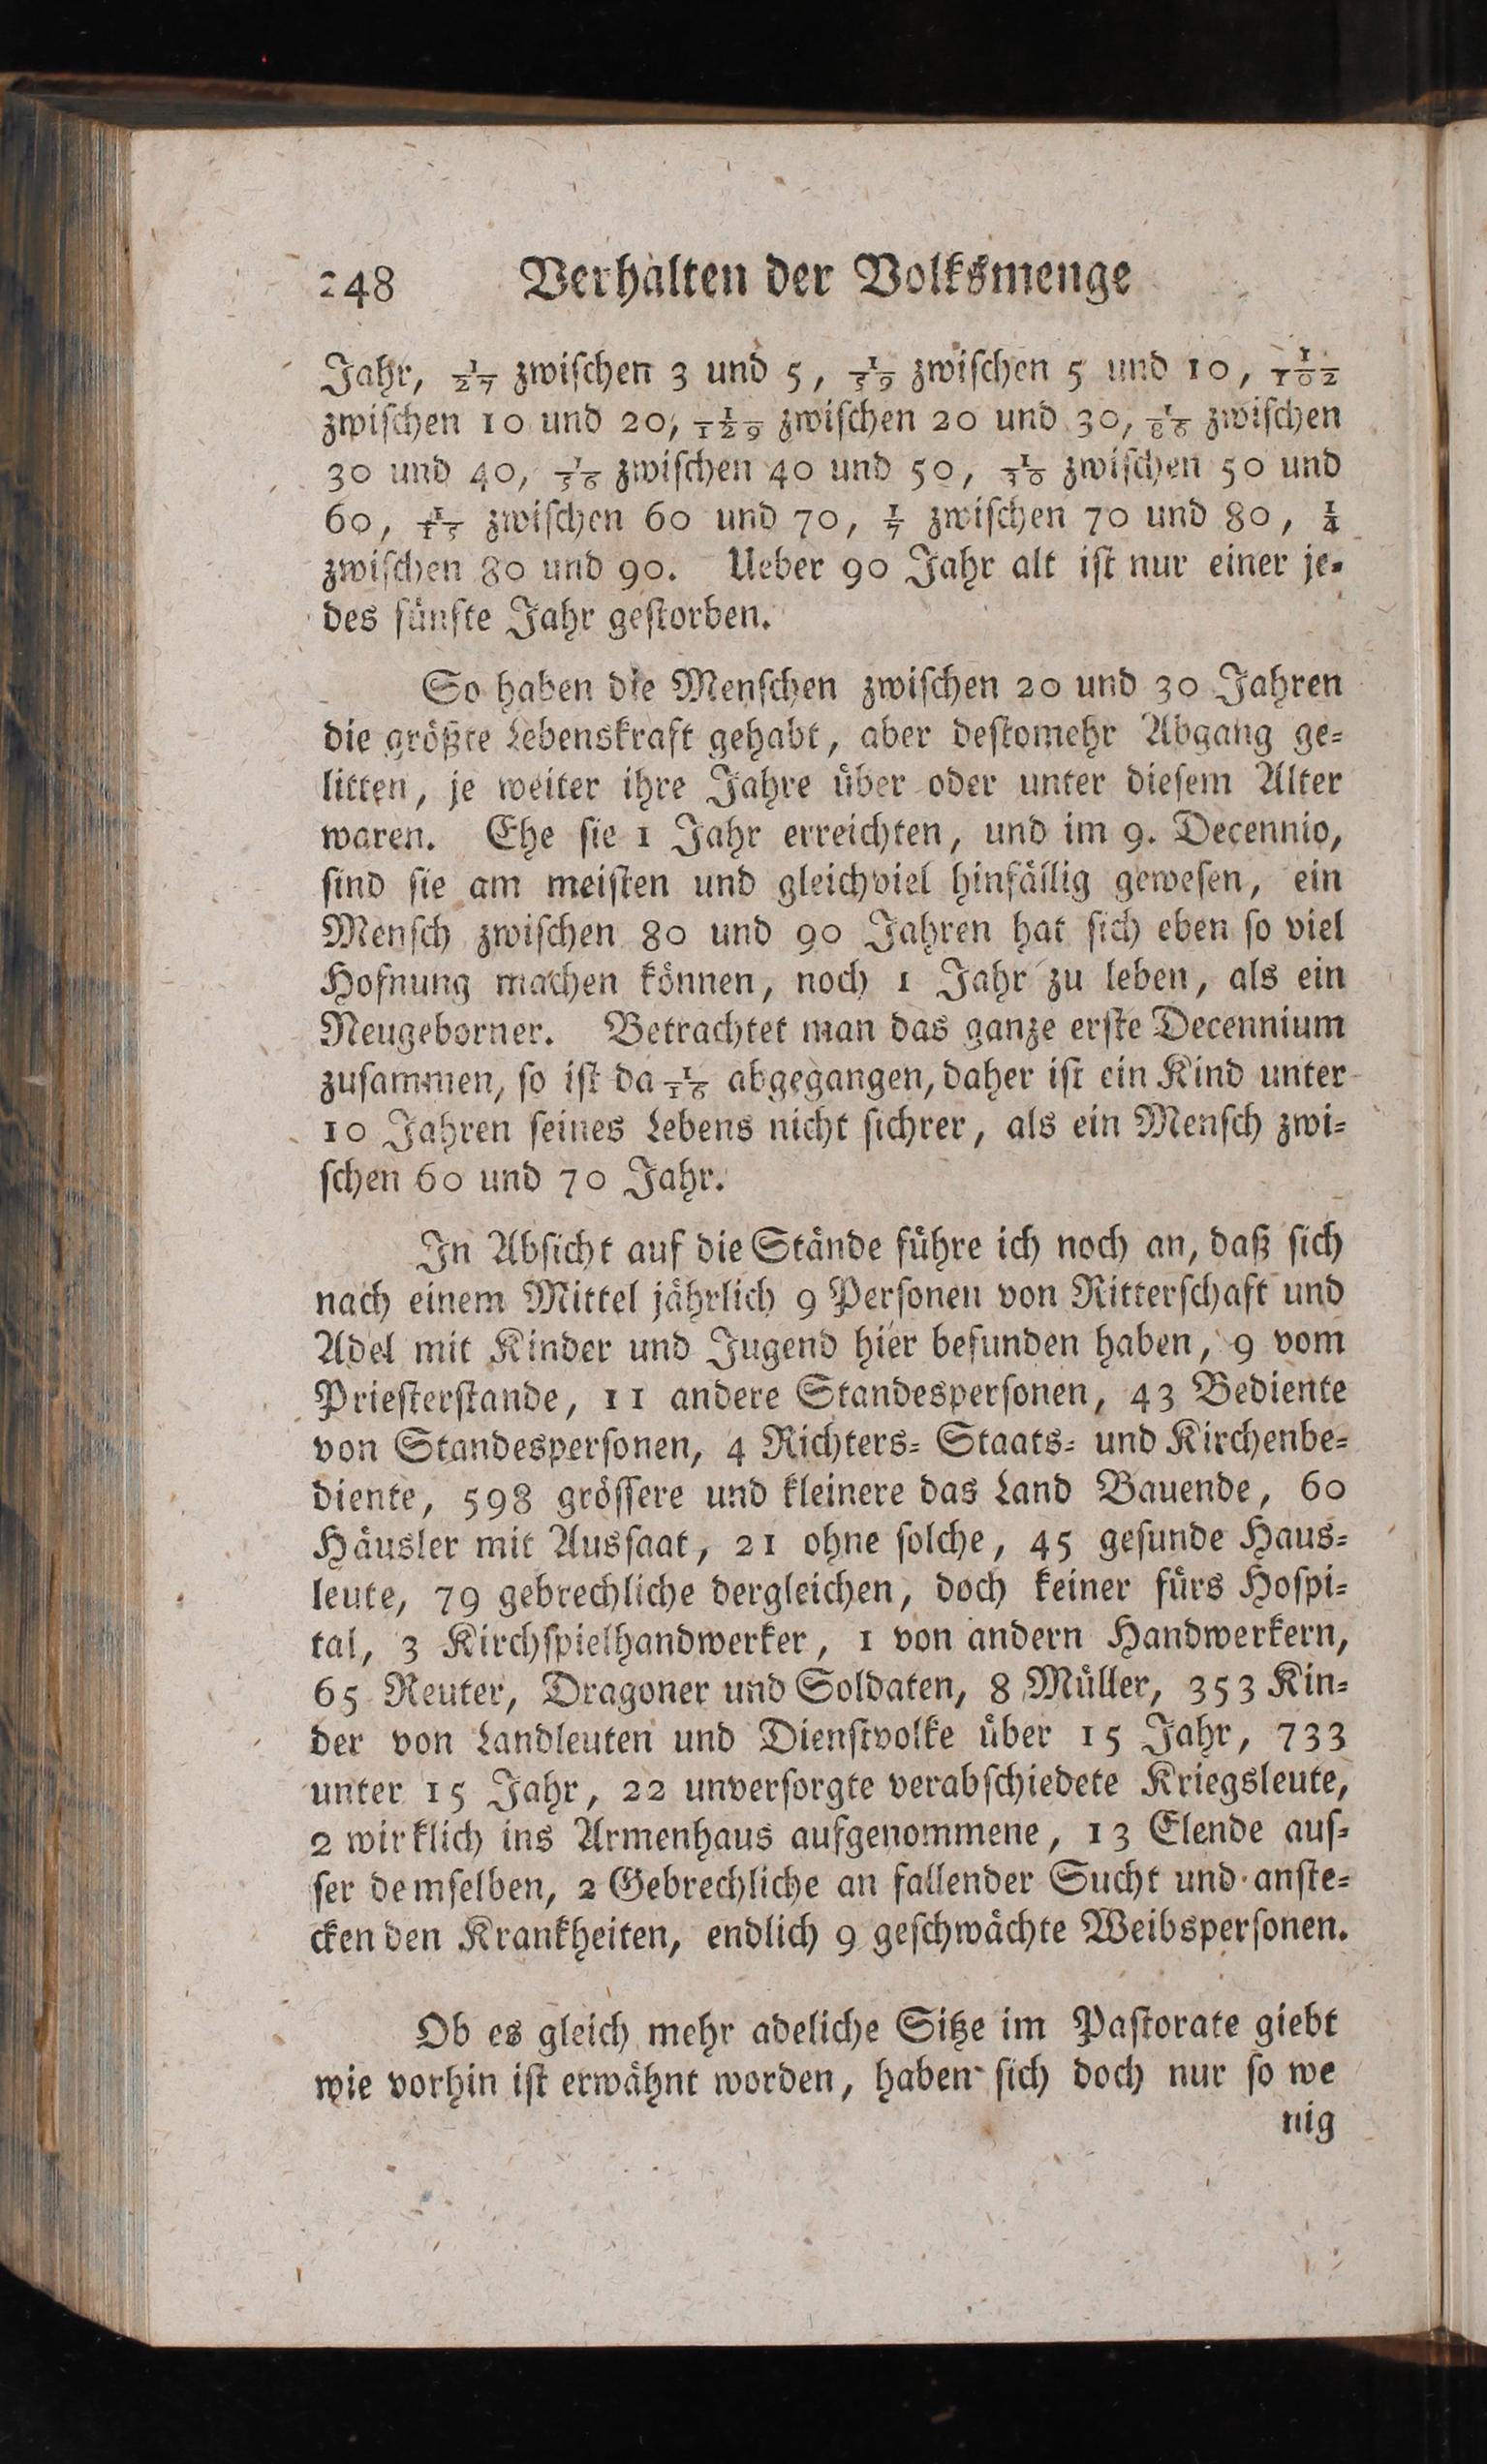 248 Verhalten der Volksmenge
Jahr, 1/27 zwiſchen 3 und 5, 1/59 zwiſchen 5 und 10, 1/102
zwiſchen 10 und 20, 1/129 zwiſchen 20 und 30, 1/86 zwiſchen
30 und 40, 1/56 zwiſchen 40 und 50, 1/30 zwiſchen 50 und
60, 1/15 zwiſchen 60 und 70, 1/7 zwiſchen 70 und 80, 1/4
zwiſchen 80 und 90. Ueber 90 Jahr alt iſt nur einer je-
des fünfte Jahr geſtorben.
So haben die Menſchen zwiſchen 20 und 30 Jahren
die größte Lebenskraft gehabt, aber deſtomehr Abgang ge-
litten, je weiter ihre Jahre über oder unter dieſem Alter
waren. Ehe ſie 1 Jahr erreichten, und im 9. Decennio,
ſind ſie am meiſten und gleichviel hinfällig geweſen, ein
Menſch zwiſchen 80 und 90 Jahren hat ſich eben ſo viel
Hofnung machen können, noch 1 Jahr zu leben, als ein
Neugeborner. Betrachtet man das ganze erſte Decennium
zuſammen, ſo iſt da 1/16 abgegangen, daher iſt ein Kind unter
10 Jahren ſeines Lebens nicht ſichrer, als ein Menſch zwi-
ſchen 60 und 70 Jahr.
In Abſicht auf die Stände führe ich noch an, daß ſich
nach einem Mittel jährlich 9 Perſonen von Ritterſchaft und
Adel mit Kinder und Jugend hier befunden haben, 9 vom
Prieſterſtande, 11 andere Standesperſonen, 43 Bediente
von Standesperſonen, 4 Richters- Staats- und Kirchenbe-
diente, 598 gröſſere und kleinere das Land Bauende, 60
Häusler mit Ausſaat, 21 ohne ſolche, 45 geſunde Haus-
leute, 79 gebrechliche dergleichen, doch keiner fürs Hoſpi-
tal, 3 Kirchſpielhandwerker, 1 von andern Handwerkern,
65 Reuter, Dragoner und Soldaten, 8 Müller, 353 Kin-
der von Landleuten und Dienſtvolke über 15 Jahr, 733
unter 15 Jahr, 22 unverſorgte verabſchiedete Kriegsleute,
2 wirklich ins Armenhaus aufgenommene, 13 Elende auſ-
ſer demſelben, 2 Gebrechliche an fallender Sucht und anſte-
ckenden Krankheiten, endlich 9 geſchwächte Weibsperſonen.
Ob es gleich mehr adeliche Sitze im Paſtorate giebt
wie vorhin iſt erwähnt worden, haben ſich doch nur ſo we
nig